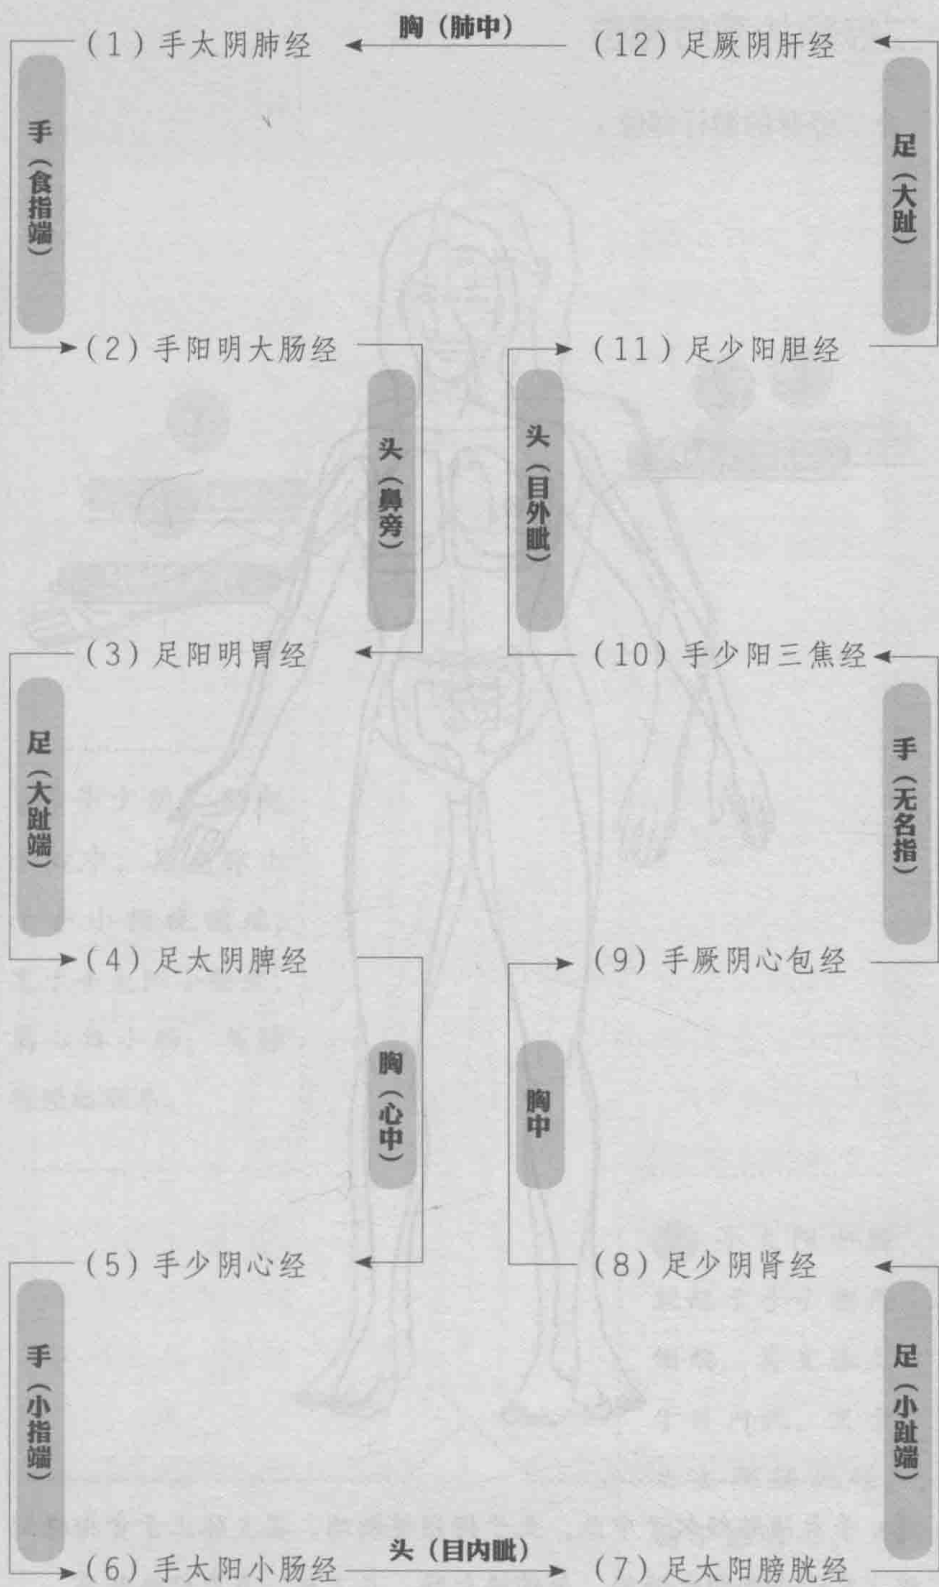 胸（肺中）
（1）手太阴肺经
（12）足厥阴肝经
手（食指端）
足（大趾）
（2）手阳明大肠经
（11）足少阳胆经
头（鼻旁）
头（目外眦）
（3）足阳明胃经
（10）手少阳三焦经
足（大趾端）
手（无名指）
（4）足太阴脾经
（9）手厥阴心包经
胸（心中）
胸中
（5）手少阴心经
（8）足少阴肾经
手（小指端）
足（小趾端）
头（目内眦）
（6）手太阳小肠经
（7）足太阳膀胱经